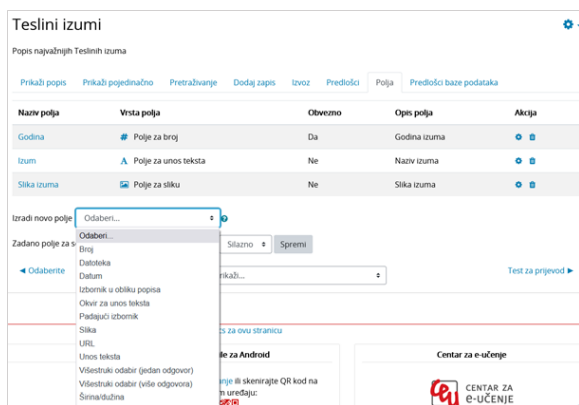 Teslini izumi
Popis najvažnijih Teslinih izuma
Prikaži popis Prikaži pojedinačno Pretraživanje Dodaj zapis Izvoz Predlošci Polja Predlošci baze podataka
Naziv polja Vrsta polja Obvezno Opis polja Akcija
Godina # Polje za broj Da Godina izuma
Izum A Polje za unos teksta Ne Naziv izuma
Slika izuma Polje za sliku Ne Slika izuma
Izradi novo polje Odaberi...
Odaberi...
Zadano polje za Silazno Spremi
Broj
Datoteka
◄ Odaberite Test za prijevod ►
Datum
Izbornik u obliku popisa
Okvir za unos teksta
Padajući izbornik
Slika
za ovu stranicu
URL
Unos teksta
za Android Centar za e-učenje
Višestruki odabir (jedan odgovor)
Višestruki odabir (više odgovora)
ili skenirajte QR kod na
uređaju:
Širina/dužina
ceu CENTAR ZA
e-UČENJE